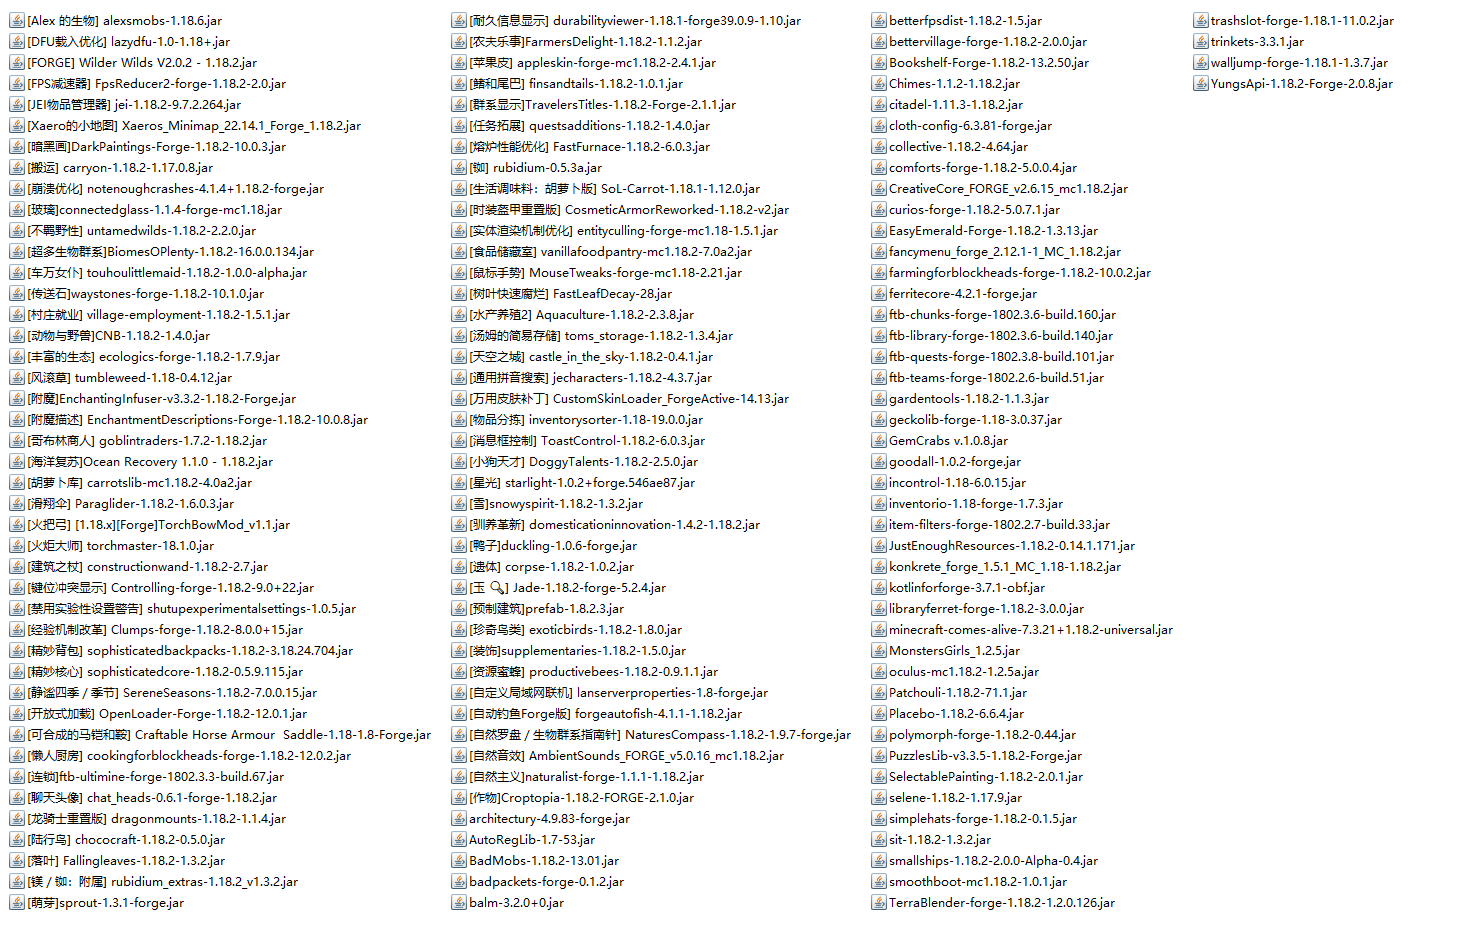 [Alex 的生物] alexsmobs-1.18.6.jar
[DFU载入优化] lazydfu-1.0-1.18+.jar
[FORGE] Wilder Wilds V2.0.2 - 1.18.2.jar
[FPS减速器] FpsReducer2-forge-1.18.2-2.0.jar
[JEI物品管理器] jei-1.18.2-9.7.2.264.jar
[Xaero的小地图] Xaeros_Minimap_22.14.1_Forge_1.18.2.jar
[暗黑画]DarkPaintings-Forge-1.18.2-10.0.3.jar
[搬运] carryon-1.18.2-1.17.0.8.jar
[崩溃优化] notenoughcrashes-4.1.4+1.18.2-forge.jar
[玻璃]connectedglass-1.1.4-forge-mc1.18.jar
[不羁野性] untamedwilds-1.18.2-2.2.0.jar
[超多生物群系]BiomesOPlenty-1.18.2-16.0.0.134.jar
[车万女仆] touhoulittlemaid-1.18.2-1.0.0-alpha.jar
[传送石]waystones-forge-1.18.2-10.1.0.jar
[村庄就业] village-employment-1.18.2-1.5.1.jar
[动物与野兽]CNB-1.18.2-1.4.0.jar
[丰富的生态] ecologics-forge-1.18.2-1.7.9.jar
[风滚草] tumbleweed-1.18-0.4.12.jar
[附魔]EnchantingInfuser-v3.3.2-1.18.2-Forge.jar
[附魔描述] EnchantmentDescriptions-Forge-1.18.2-10.0.8.jar
[哥布林商人] goblintraders-1.7.2-1.18.2.jar
[海洋复苏]Ocean Recovery 1.1.0 - 1.18.2.jar
[胡萝卜库] carrotslib-mc1.18.2-4.0a2.jar
[滑翔伞] Paraglider-1.18.2-1.6.0.3.jar
[火把弓] [1.18.x][Forge]TorchBowMod_v1.1.jar
[火炬大师] torchmaster-18.1.0.jar
[建筑之杖] constructionwand-1.18.2-2.7.jar
[键位冲突显示] Controlling-forge-1.18.2-9.0+22.jar
[禁用实验性设置警告] shutupexperimentalsettings-1.0.5.jar
[经验机制改革] Clumps-forge-1.18.2-8.0.0+15.jar
[精妙背包] sophisticatedbackpacks-1.18.2-3.18.24.704.jar
[精妙核心] sophisticatedcore-1.18.2-0.5.9.115.jar
[静谧四季 / 季节] SereneSeasons-1.18.2-7.0.0.15.jar
[开放式加载] OpenLoader-Forge-1.18.2-12.0.1.jar
[可合成的马铠和鞍] Craftable Horse Armour  Saddle-1.18-1.8-Forge.jar
[懒人厨房] cookingforblockheads-forge-1.18.2-12.0.2.jar
[连锁]ftb-ultimine-forge-1802.3.3-build.67.jar
[聊天头像] chat_heads-0.6.1-forge-1.18.2.jar
[龙骑士重置版] dragonmounts-1.18.2-1.1.4.jar
[陆行鸟] chococraft-1.18.2-0.5.0.jar
[落叶] Fallingleaves-1.18.2-1.3.2.jar
[镁 / 铷：附属] rubidium_extras-1.18.2_v1.3.2.jar
[萌芽]sprout-1.3.1-forge.jar
[耐久信息显示] durabilityviewer-1.18.1-forge39.0.9-1.10.jar
[农夫乐事]FarmersDelight-1.18.2-1.1.2.jar
[苹果皮] appleskin-forge-mc1.18.2-2.4.1.jar
[鳍和尾巴] finsandtails-1.18.2-1.0.1.jar
[群系显示]TravelersTitles-1.18.2-Forge-2.1.1.jar
[任务拓展] questsadditions-1.18.2-1.4.0.jar
[熔炉性能优化] FastFurnace-1.18.2-6.0.3.jar
[铷] rubidium-0.5.3a.jar
[生活调味料：胡萝卜版] SoL-Carrot-1.18.1-1.12.0.jar
[时装盔甲重置版] CosmeticArmorReworked-1.18.2-v2.jar
[实体渲染机制优化] entityculling-forge-mc1.18-1.5.1.jar
[食品储藏室] vanillafoodpantry-mc1.18.2-7.0a2.jar
[鼠标手势] MouseTweaks-forge-mc1.18-2.21.jar
[树叶快速腐烂] FastLeafDecay-28.jar
[水产养殖2] Aquaculture-1.18.2-2.3.8.jar
[汤姆的简易存储] toms_storage-1.18.2-1.3.4.jar
[天空之城] castle_in_the_sky-1.18.2-0.4.1.jar
[通用拼音搜索] jecharacters-1.18.2-4.3.7.jar
[万用皮肤补丁] CustomSkinLoader_ForgeActive-14.13.jar
[物品分拣] inventorysorter-1.18-19.0.0.jar
[消息框控制] ToastControl-1.18.2-6.0.3.jar
[小狗天才] DoggyTalents-1.18.2-2.5.0.jar
[星光] starlight-1.0.2+forge.546ae87.jar
[雪]snowyspirit-1.18.2-1.3.2.jar
[驯养革新] domesticationinnovation-1.4.2-1.18.2.jar
[鸭子]duckling-1.0.6-forge.jar
[遗体] corpse-1.18.2-1.0.2.jar
[玉 🔍] Jade-1.18.2-forge-5.2.4.jar
[预制建筑]prefab-1.8.2.3.jar
[珍奇鸟类] exoticbirds-1.18.2-1.8.0.jar
[装饰]supplementaries-1.18.2-1.5.0.jar
[资源蜜蜂] productivebees-1.18.2-0.9.1.1.jar
[自定义局域网联机] lanserverproperties-1.8-forge.jar
[自动钓鱼Forge版] forgeautofish-4.1.1-1.18.2.jar
[自然罗盘 / 生物群系指南针] NaturesCompass-1.18.2-1.9.7-forge.jar
[自然音效] AmbientSounds_FORGE_v5.0.16_mc1.18.2.jar
[自然主义]naturalist-forge-1.1.1-1.18.2.jar
[作物]Croptopia-1.18.2-FORGE-2.1.0.jar
architectury-4.9.83-forge.jar
AutoRegLib-1.7-53.jar
BadMobs-1.18.2-13.01.jar
badpackets-forge-0.1.2.jar
balm-3.2.0+0.jar
betterfpsdist-1.18.2-1.5.jar
bettervillage-forge-1.18.2-2.0.0.jar
Bookshelf-Forge-1.18.2-13.2.50.jar
Chimes-1.1.2-1.18.2.jar
citadel-1.11.3-1.18.2.jar
cloth-config-6.3.81-forge.jar
collective-1.18.2-4.64.jar
comforts-forge-1.18.2-5.0.0.4.jar
CreativeCore_FORGE_v2.6.15_mc1.18.2.jar
curios-forge-1.18.2-5.0.7.1.jar
EasyEmerald-Forge-1.18.2-1.3.13.jar
fancymenu_forge_2.12.1-1_MC_1.18.2.jar
farmingforblockheads-forge-1.18.2-10.0.2.jar
ferritecore-4.2.1-forge.jar
ftb-chunks-forge-1802.3.6-build.160.jar
ftb-library-forge-1802.3.6-build.140.jar
ftb-quests-forge-1802.3.8-build.101.jar
ftb-teams-forge-1802.2.6-build.51.jar
gardentools-1.18.2-1.1.3.jar
geckolib-forge-1.18-3.0.37.jar
GemCrabs v.1.0.8.jar
goodall-1.0.2-forge.jar
incontrol-1.18-6.0.15.jar
inventorio-1.18-forge-1.7.3.jar
item-filters-forge-1802.2.7-build.33.jar
JustEnoughResources-1.18.2-0.14.1.171.jar
konkrete_forge_1.5.1_MC_1.18-1.18.2.jar
kotlinforforge-3.7.1-obf.jar
libraryferret-forge-1.18.2-3.0.0.jar
minecraft-comes-alive-7.3.21+1.18.2-universal.jar
MonstersGirls_1.2.5.jar
oculus-mc1.18.2-1.2.5a.jar
Patchouli-1.18.2-71.1.jar
Placebo-1.18.2-6.6.4.jar
polymorph-forge-1.18.2-0.44.jar
PuzzlesLib-v3.3.5-1.18.2-Forge.jar
SelectablePainting-1.18.2-2.0.1.jar
selene-1.18.2-1.17.9.jar
simplehats-forge-1.18.2-0.1.5.jar
sit-1.18.2-1.3.2.jar
smallships-1.18.2-2.0.0-Alpha-0.4.jar
smoothboot-mc1.18.2-1.0.1.jar
TerraBlender-forge-1.18.2-1.2.0.126.jar
trashslot-forge-1.18.1-11.0.2.jar
trinkets-3.3.1.jar
walljump-forge-1.18.1-1.3.7.jar
YungsApi-1.18.2-Forge-2.0.8.jar